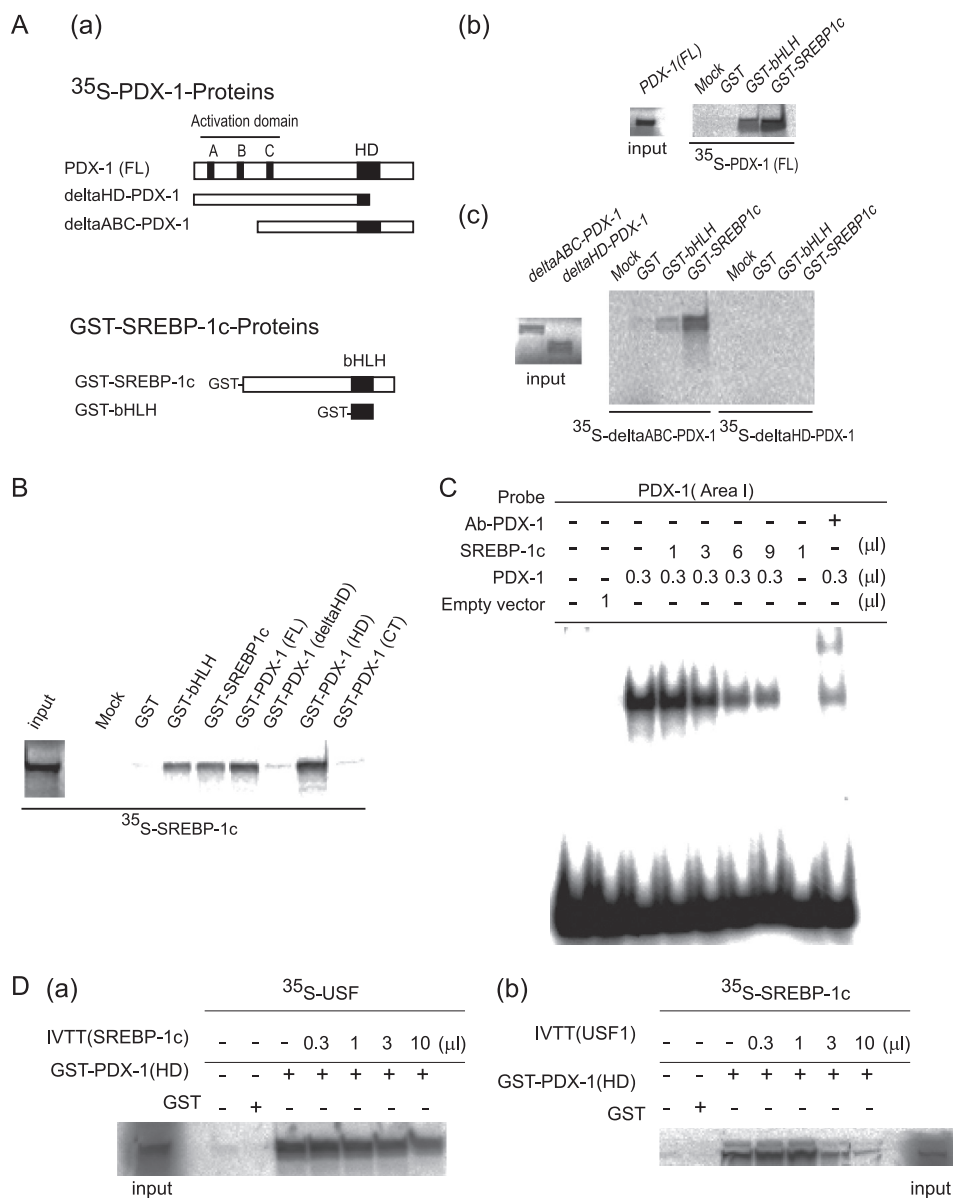 A (a)
35S-PDX-1-Proteins
Activation domain
A B C HD
PDX-1 (FL)
deltaHD-PDX-1
deltaABC-PDX-1
GST-SREBP-1c-Proteins
bHLH
GST-SREBP-1c GST-
GST-bHLH GST-
(b)
PDX-1(FL) Mock GST GST-bHLH GST-SREBP1c
input 35S-PDX-1 (FL)
(c)
deltaABC-PDX-1 deltaHD-PDX-1 Mock GST GST-bHLH GST-SREBP1c Mock GST GST-bHLH GST-SREBP1c
input
35S-deltaABC-PDX-1 35S-deltaHD-PDX-1
B
input Mock GST GST-bHLH GST-SREBP1c GST-PDX-1 (FL) GST-PDX-1 (deltaHD) GST-PDX-1 (HD) GST-PDX-1 (CT)
35S-SREBP-1c
C
Probe PDX-1( Area I)
Ab-PDX-1 - - - - - - - - +
SREBP-1c - - - 1 3 6 9 1 - (μl)
PDX-1 - - 0.3 0.3 0.3 0.3 0.3 - 0.3 (μl)
Empty vector - 1 - - - - - - - (μl)
D (a)
35S-USF
IVTT(SREBP-1c) - - - 0.3 1 3 10 (μl)
GST-PDX-1(HD) - - + + + + +
GST - + - - - - -
input
(b)
35S-SREBP-1c
IVTT(USF1) - - - 0.3 1 3 10 (μl)
GST-PDX-1(HD) - - + + + + +
GST - + - - - - -
input